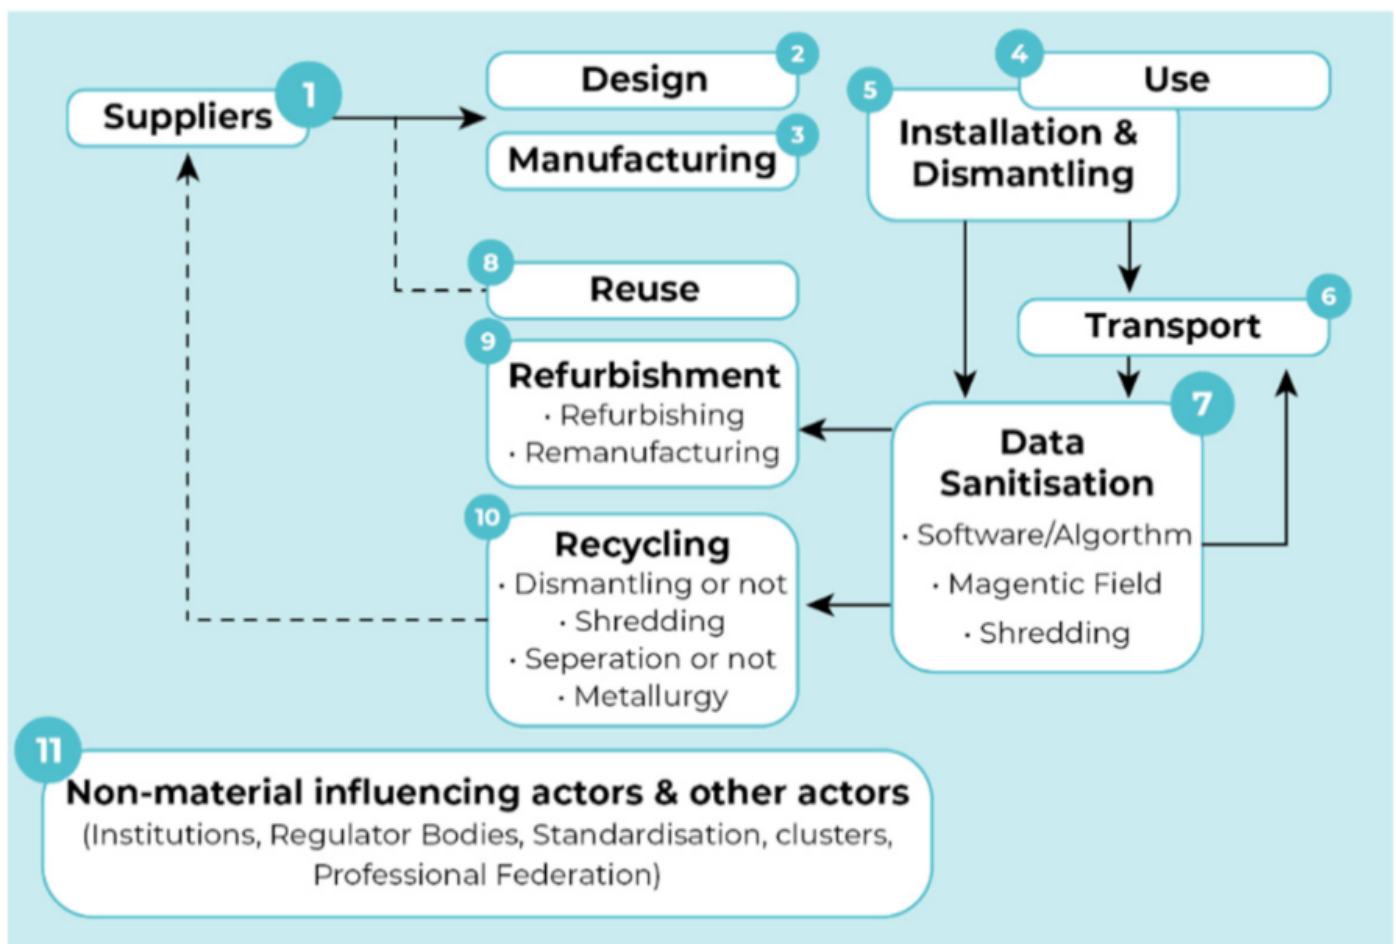 1
Suppliers
2
Design
3
Manufacturing
4
Use
5
Installation &
Dismantling
6
Transport
7
Data
Sanitisation
· Software/Algorthm
· Magentic Field
· Shredding
8
Reuse
9
Refurbishment
· Refurbishing
· Remanufacturing
10
Recycling
· Dismantling or not
· Shredding
· Seperation or not
· Metallurgy
11
Non-material influencing actors & other actors
(Institutions, Regulator Bodies, Standardisation, clusters,
Professional Federation)